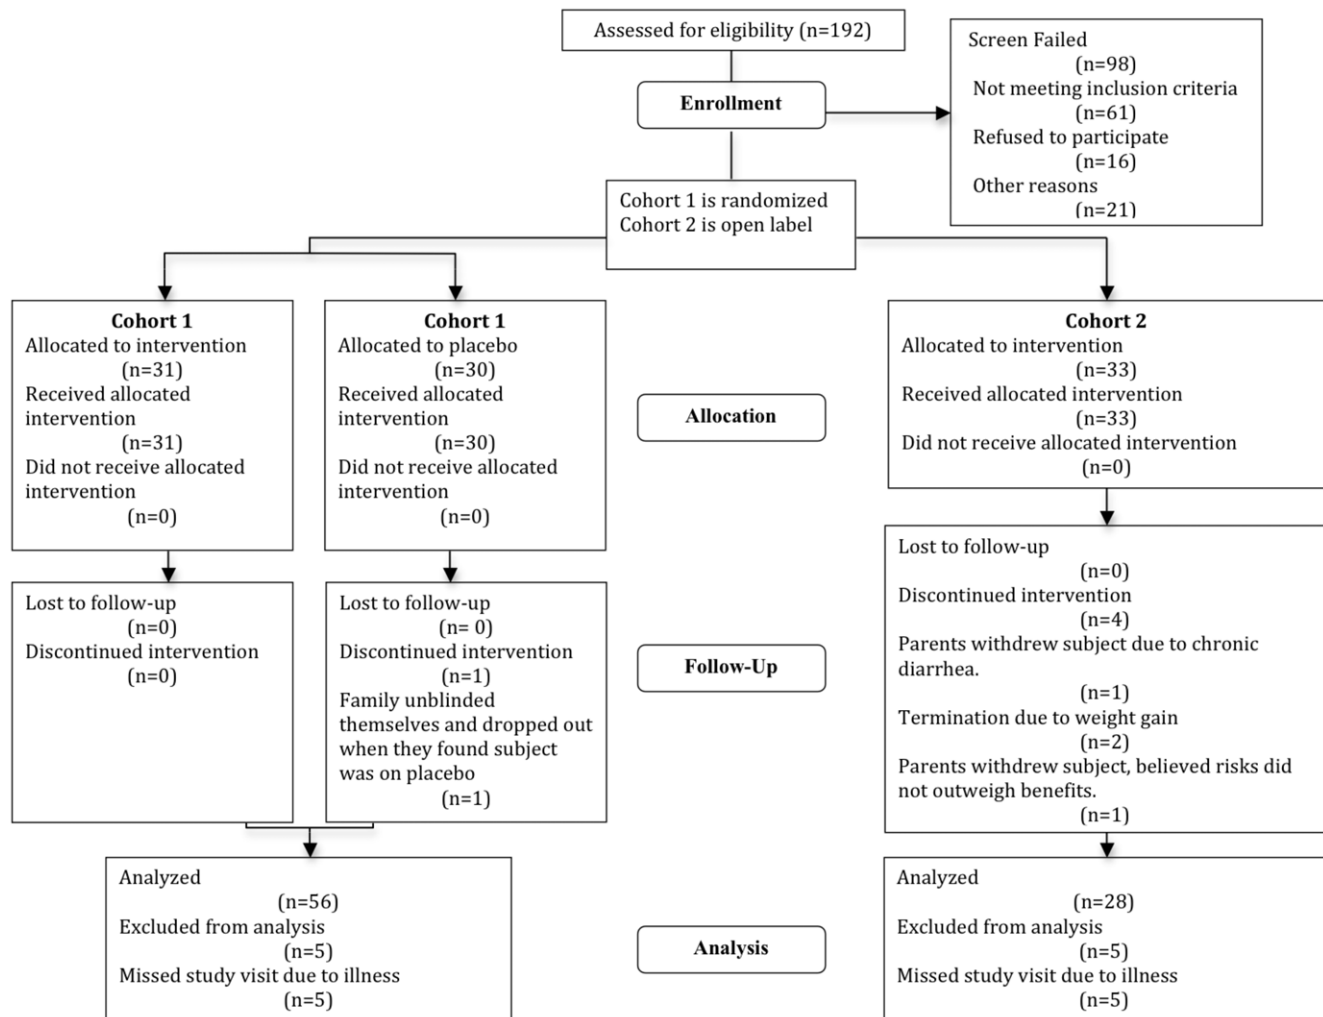 Assessed for eligibility (n=192)
Screen Failed
(n=98)
Not meeting inclusion criteria
(n=61)
Refused to participate
(n=16)
Other reasons
(n=21)
Enrollment
Cohort 1 is randomized
Cohort 2 is open label
Cohort 1
Allocated to intervention
(n=31)
Received allocated
intervention
(n=31)
Did not receive allocated
intervention
(n=0)
Cohort 1
Allocated to placebo
(n=30)
Received allocated
intervention
(n=30)
Did not receive allocated
intervention
(n=0)
Allocation
Cohort 2
Allocated to intervention
(n=33)
Received allocated intervention
(n=33)
Did not receive allocated intervention
(n=0)
Lost to follow-up
(n=0)
Discontinued intervention
(n=0)
Lost to follow-up
(n= 0)
Discontinued intervention
(n=1)
Family unblinded
themselves and dropped out
when they found subject
was on placebo
(n=1)
Follow-Up
Lost to follow-up
(n=0)
Discontinued intervention
(n=4)
Parents withdrew subject due to chronic
diarrhea.
(n=1)
Termination due to weight gain
(n=2)
Parents withdrew subject, believed risks did
not outweigh benefits.
(n=1)
Analyzed
(n=56)
Excluded from analysis
(n=5)
Missed study visit due to illness
(n=5)
Analysis
Analyzed
(n=28)
Excluded from analysis
(n=5)
Missed study visit due to illness
(n=5)